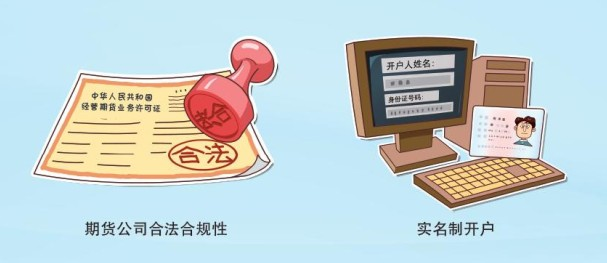 中华人民共和国
经营期货业务许可证
合法
合法
期货公司合法合规性
开户人姓名：
身份证号码：
实名制开户